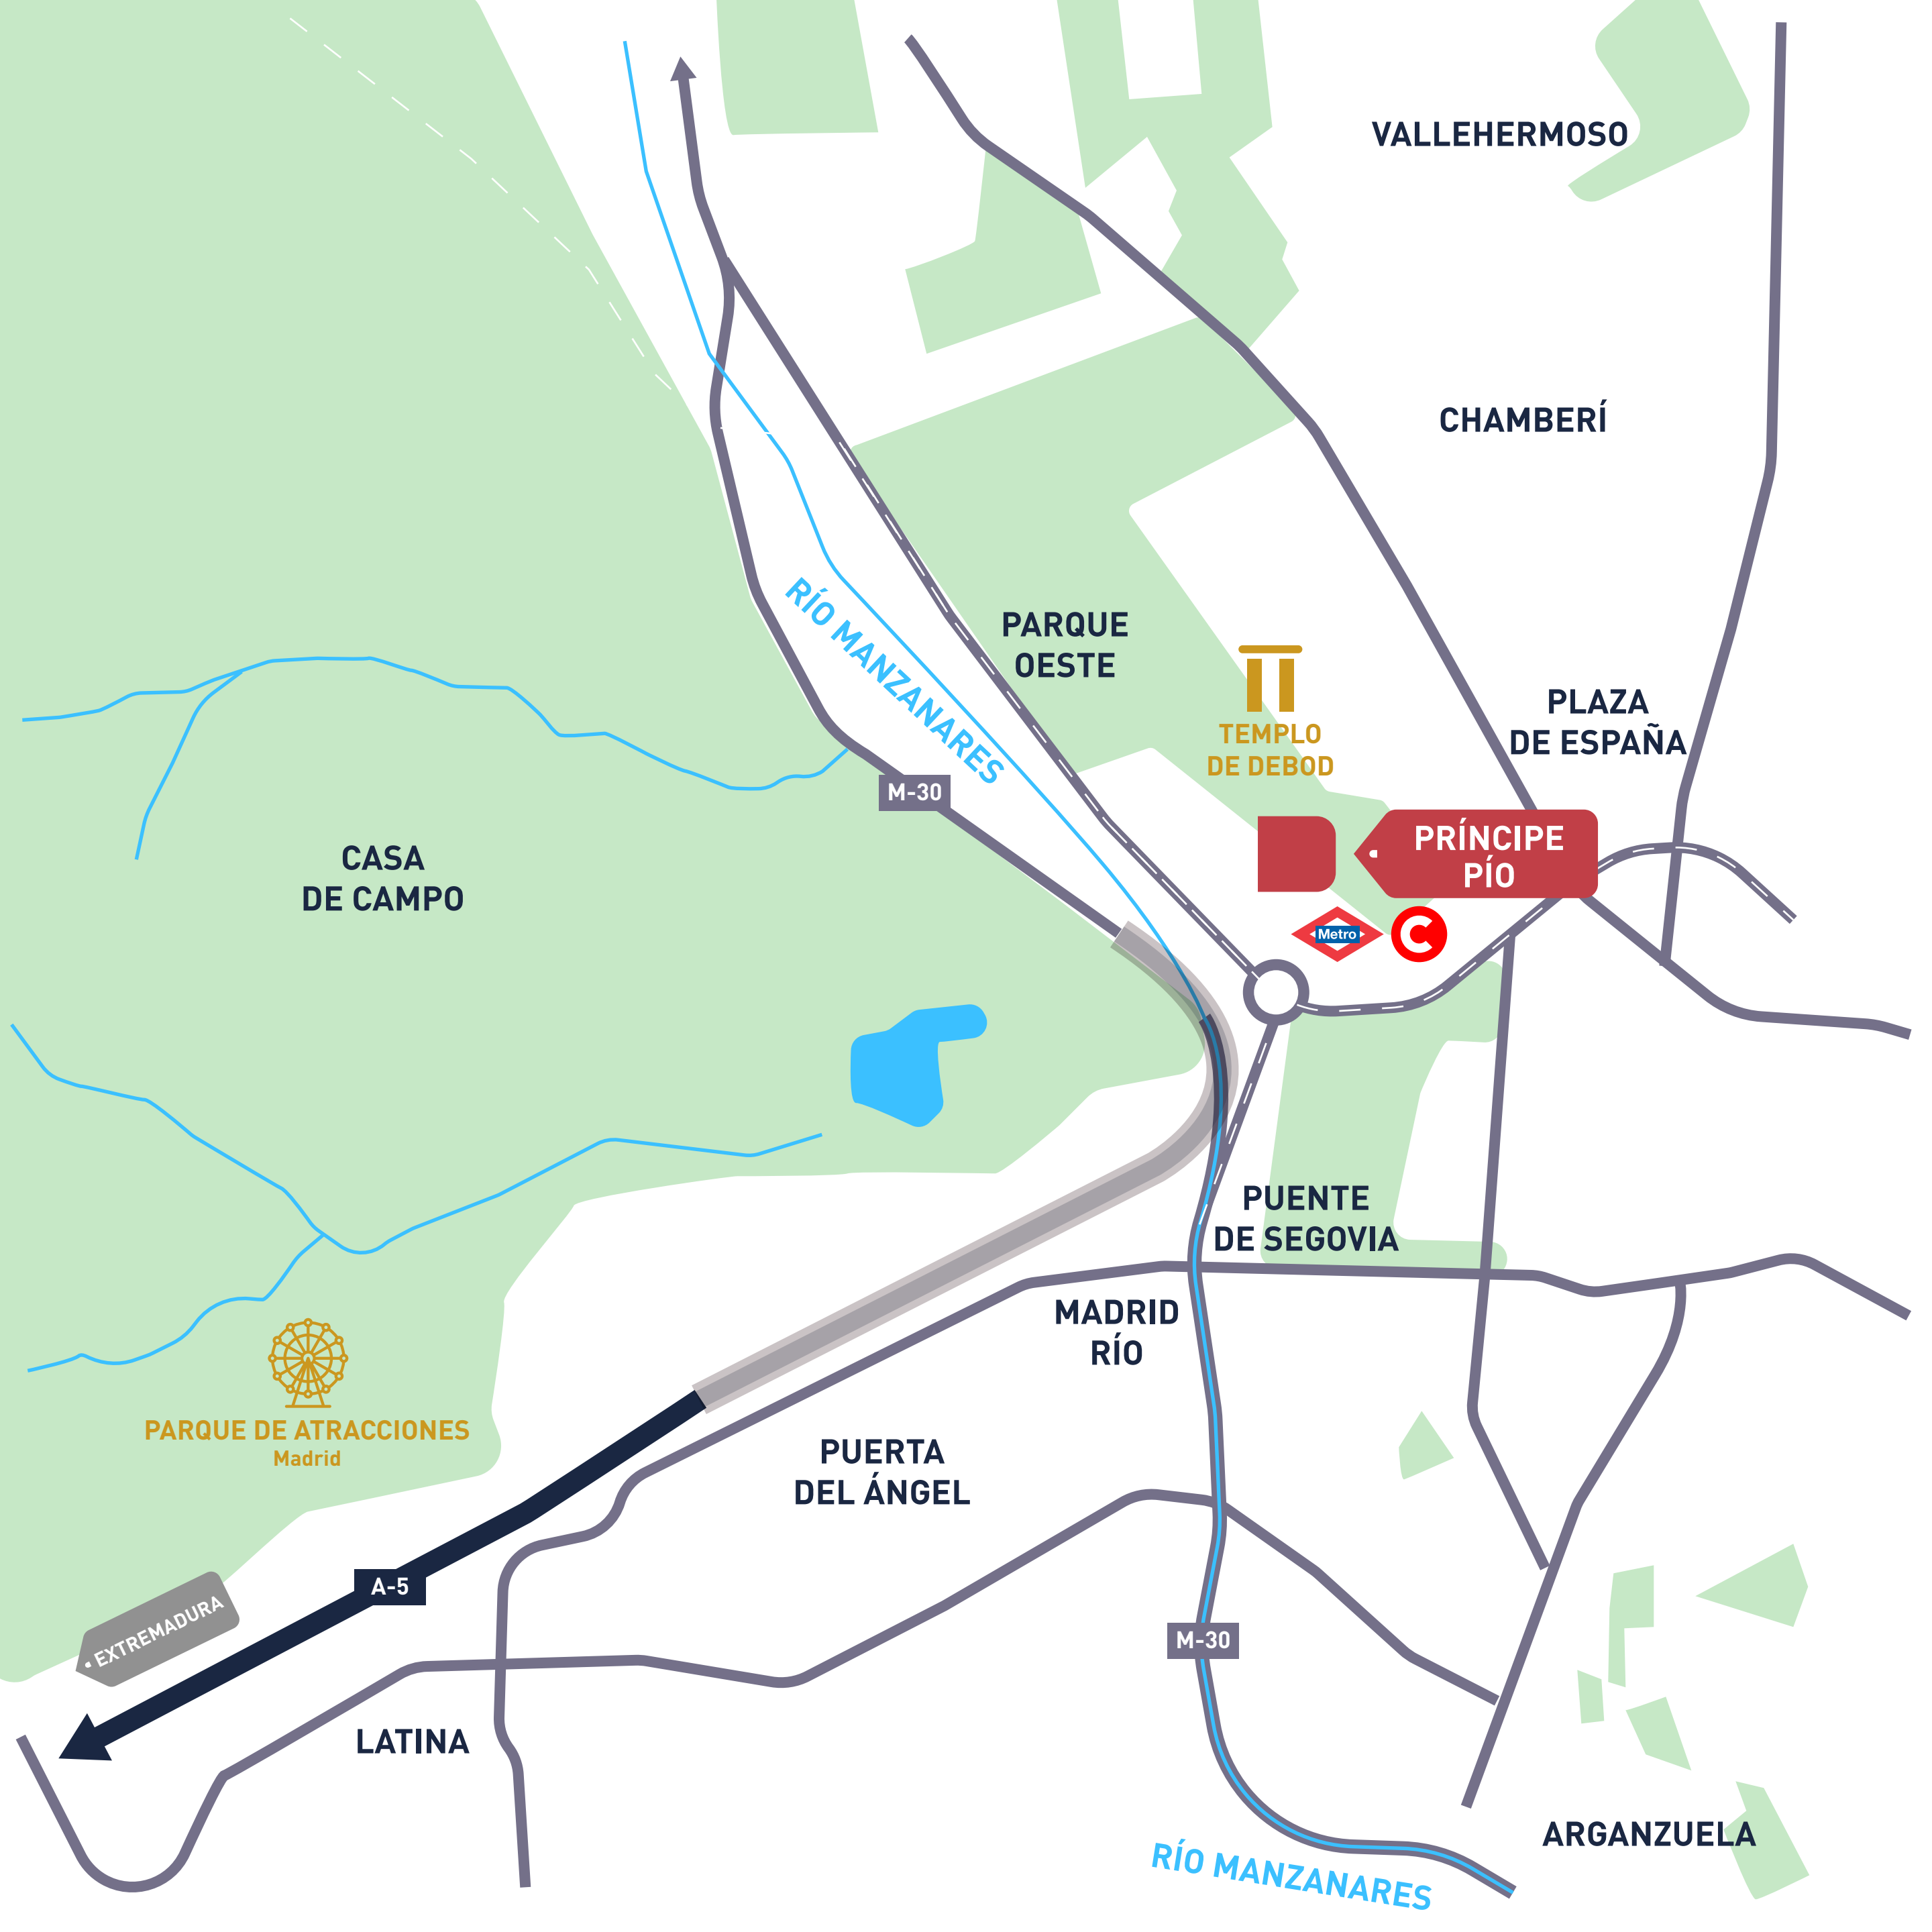 VALLEHERMOSO
CHAMBERÍ
RÍO MANZANARES
PARQUE
OESTE
TEMPLO
DE DEBOD
PLAZA
DE ESPAÑA
M-30
PRÍNCIPE
PÍO
Metro
C
CASA
DE CAMPO
PUENTE
DE SEGOVIA
MADRID
RÍO
PARQUE DE ATRACCIONES
Madrid
PUERTA
DEL ÁNGEL
A-5
EXTREMADURA
M-30
LATINA
ARGANZUELA
RÍO MANZANARES